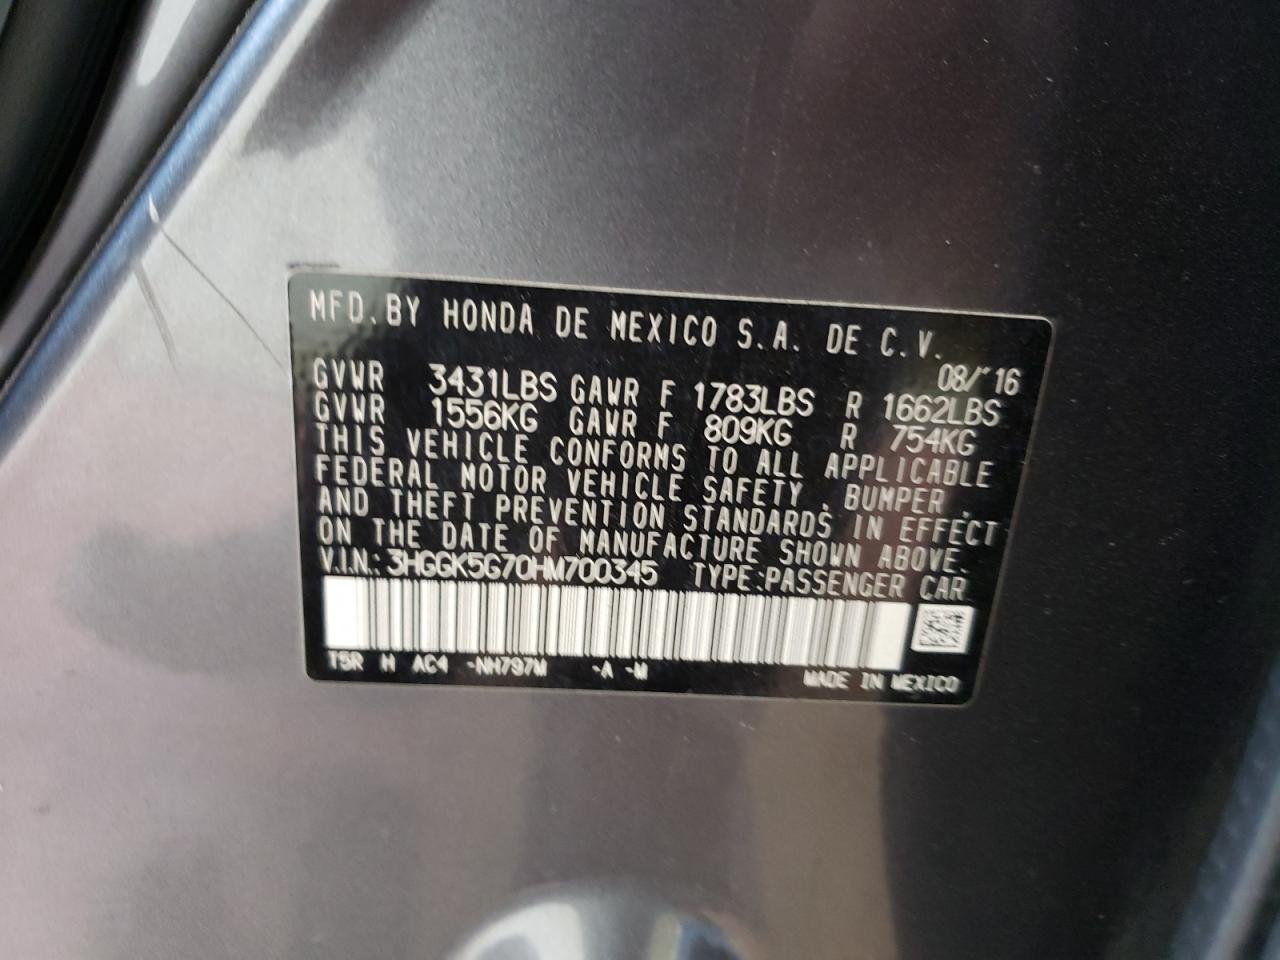 MFD. BY HONDA DE MEXICO S.A. DE C.V.
08/'16
GVWR 3431LBS GAWR F 1783LBS R 1662LBS
GVWR 1556KG GAWR F 809KG R 754KG
THIS VEHICLE CONFORMS TO ALL APPLICABLE
FEDERAL MOTOR VEHICLE SAFETY, BUMPER,
AND THEFT PREVENTION STANDARDS IN EFFECT
ON THE DATE OF MANUFACTURE SHOWN ABOVE.
V.I.N.: 3HGGK5G70HM700345 TYPE:PASSENGER CAR
T5R H AC4 -NH797M -A -M
MADE IN MEXICO